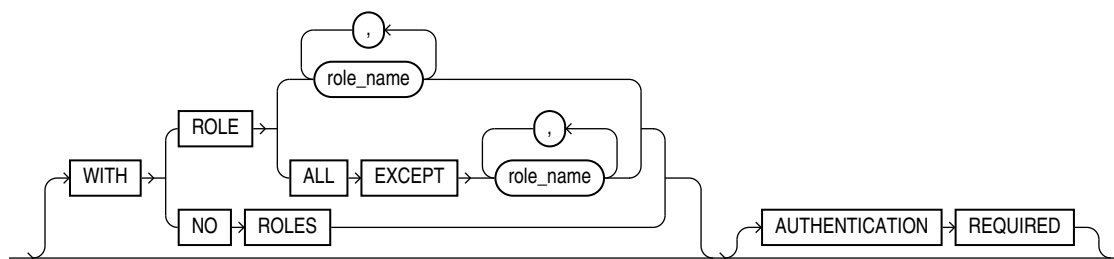 ,
role_name
ROLE
,
WITH ALL EXCEPT role_name
NO ROLES AUTHENTICATION REQUIRED